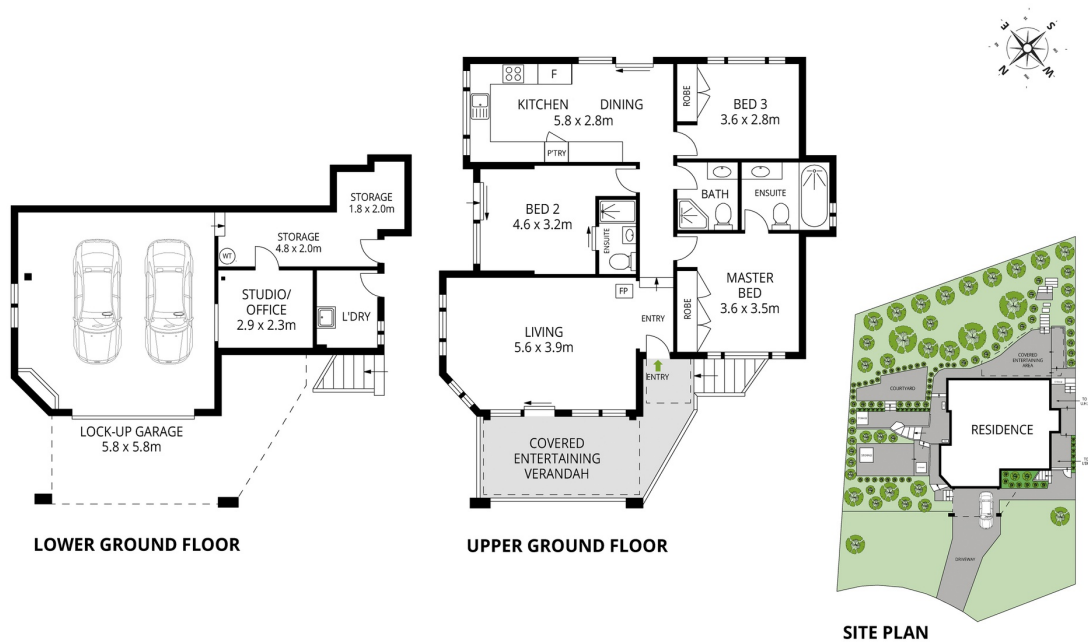 E
S
N
W
KITCHEN DINING
5.8 x 2.8m
F
P'TRY
ROBE
BED 3
3.6 x 2.8m
BED 2
4.6 x 3.2m
ENSUITE
BATH
ENSUITE
MASTER
BED
3.6 x 3.5m
ROBE
FP
LIVING
5.6 x 3.9m
ENTRY
ENTRY
COVERED
ENTERTAINING
VERANDAH
UPPER GROUND FLOOR
STORAGE
1.8 x 2.0m
STORAGE
4.8 x 2.0m
WT
STUDIO/
OFFICE
2.9 x 2.3m
L'DRY
LOCK-UP GARAGE
5.8 x 5.8m
LOWER GROUND FLOOR
COVERED
ENTERTAINING
AREA
COURTYARD
RESIDENCE
DRIVEWAY
SITE PLAN